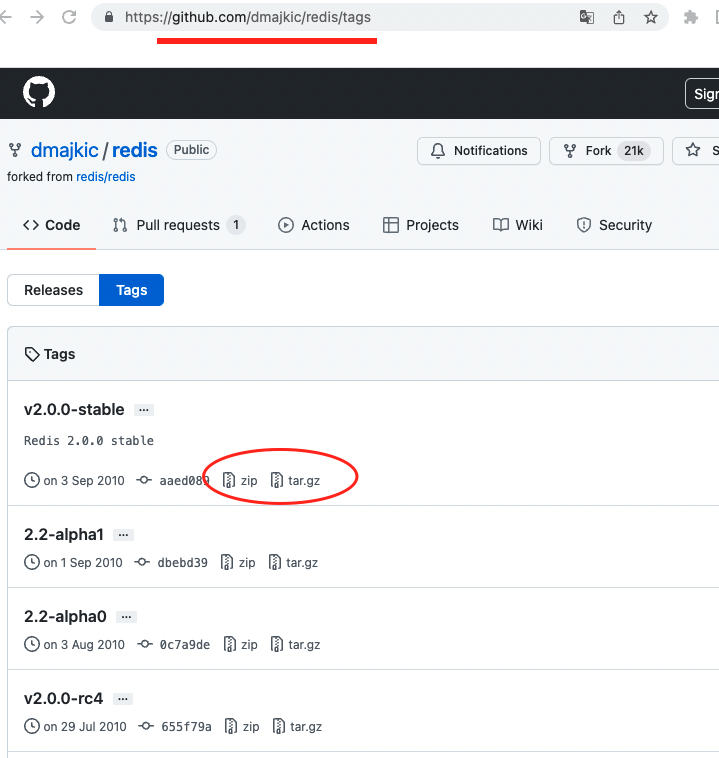 https://github.com/dmajkic/redis/tags
Sign
dmajkic / redis Public
Notifications Fork 21k S
forked from redis/redis
Code Pull requests 1 Actions Projects Wiki Security
Releases Tags
Tags
v2.0.0-stable ...
Redis 2.0.0 stable
on 3 Sep 2010 aaed089 zip tar.gz
2.2-alpha1 ...
on 1 Sep 2010 dbebd39 zip tar.gz
2.2-alpha0 ...
on 3 Aug 2010 0c7a9de zip tar.gz
v2.0.0-rc4 ...
on 29 Jul 2010 655f79a zip tar.gz